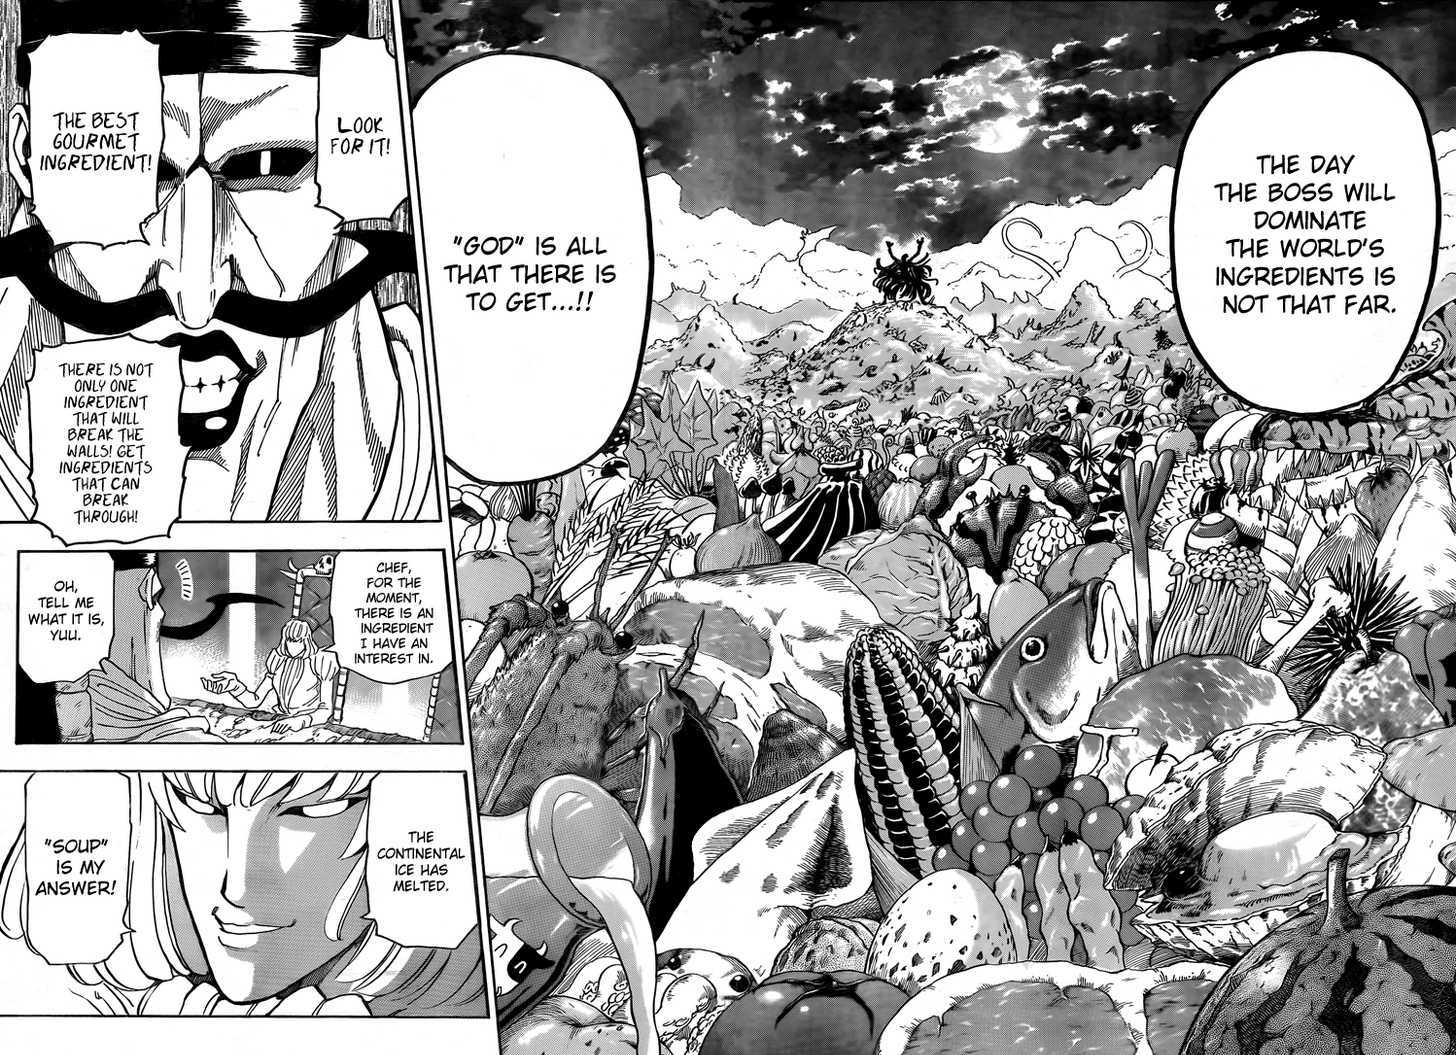 THE DAY
THE BOSS WILL
DOMINATE
THE WORLD'S
INGREDIENTS IS
NOT THAT FAR.
"GOD" IS ALL
THAT THERE IS
TO GET...!!
LOOK
FOR IT!
THE BEST
GOURMET
INGREDIENT!
THERE IS NOT
ONLY ONE
INGREDIENT
THAT WILL
BREAK THE
WALLS! GET
INGREDIENTS
THAT CAN
BREAK
THROUGH!
CHEF,
FOR THE
MOMENT,
THERE IS AN
INGREDIENT
I HAVE AN
INTEREST IN.
OH,
TELL ME
WHAT IT IS,
YUU.
THE
CONTINENTAL
ICE HAS
MELTED.
"SOUP"
IS MY
ANSWER!